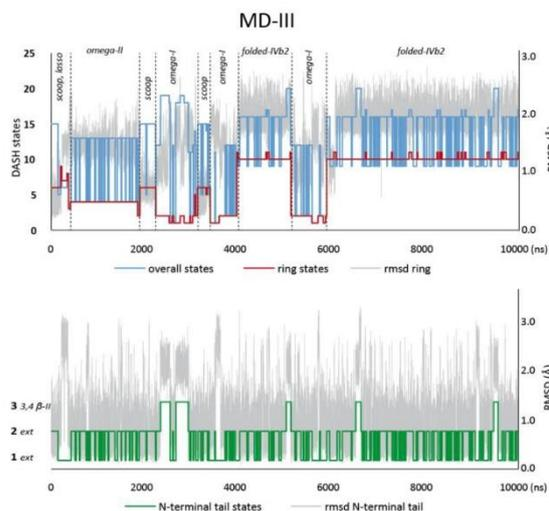 MD-III
scoop, lasso
omega-II
scoop
omega-I
scoop
omega-I
folded-IVb2
omega-I
folded-IVb2
25
20
15
10
5
0
DASH states
3.0
2.0
1.0
0.0
0
2000
4000
6000
8000
10000 (ns)
overall states
ring states
rmsd ring
3 3,4 β-II
2 ext
1 ext
3.0
2.0
1.0
0.0
RMSD (Å)
0
2000
4000
6000
8000
10000 (ns)
N-terminal tail states
rmsd N-terminal tail